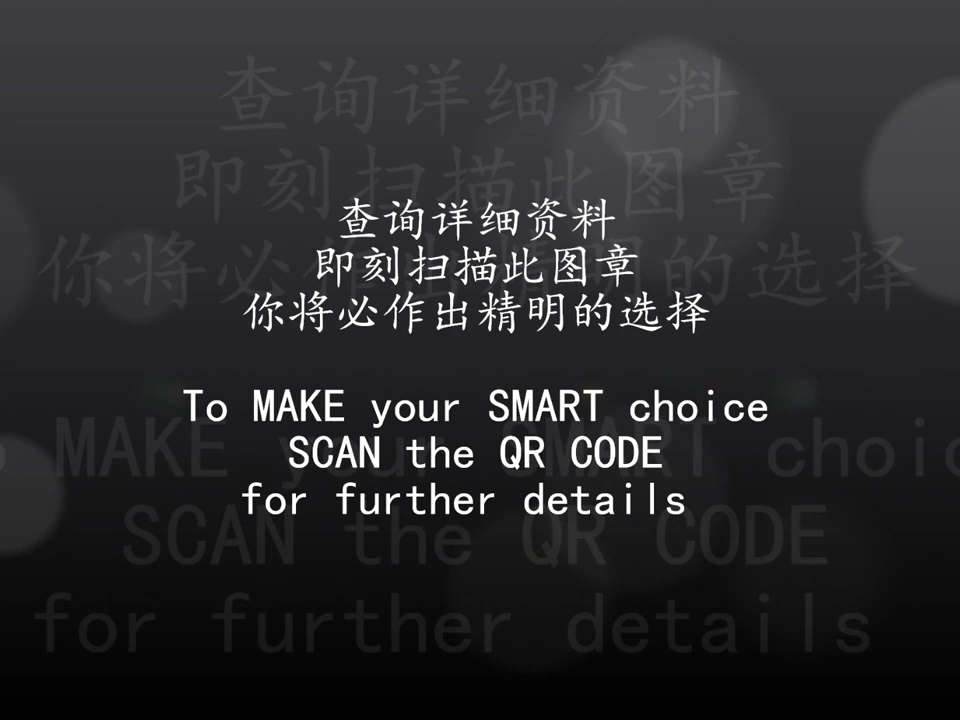 查询详细资料
即刻扫描此图章
你将必作出精明的选择
To MAKE your SMART choice
SCAN the QR CODE
for further details